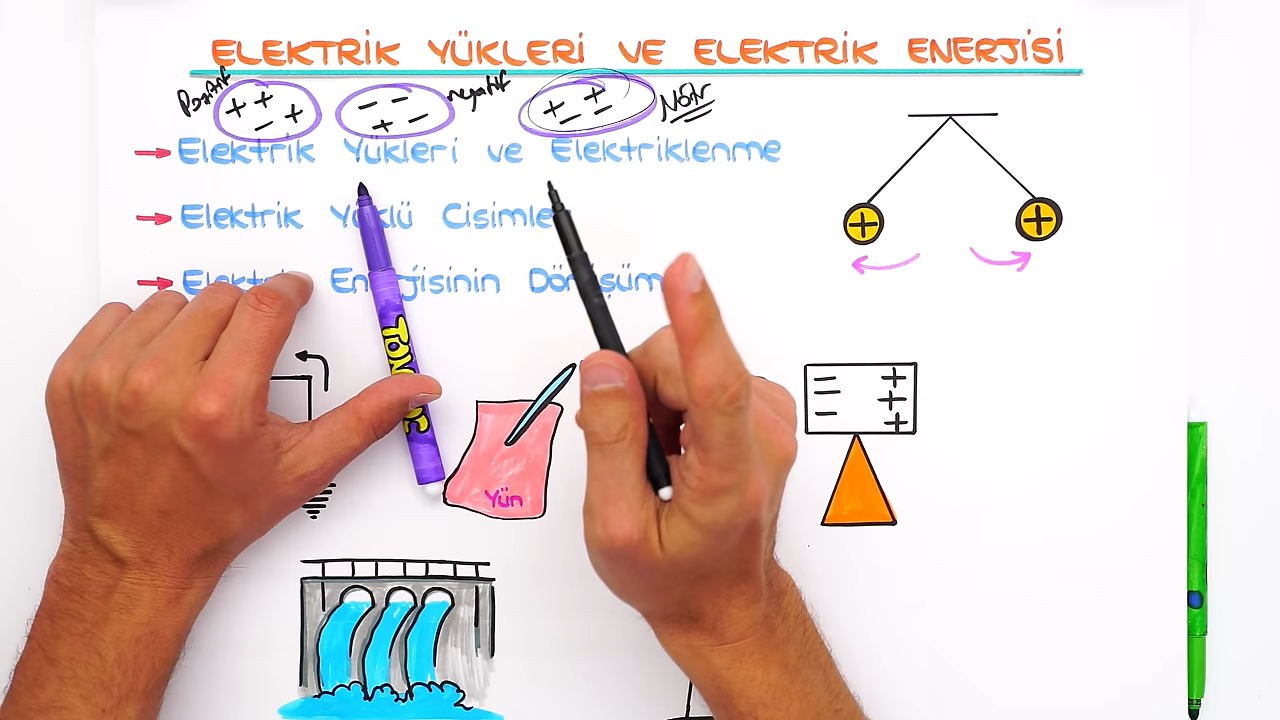 ELEKTRİK YÜKLERİ VE ELEKTRİK ENERJİSİ
Pozitif + + + − − − + − negatif + + − − Nötr
→ Elektrik Yükleri ve Elektriklenme
→ Elektrik Yüklü Cisimle
→ Elektrik Enerjisinin Dönüşüm
+ +
− + − + − +
Yün